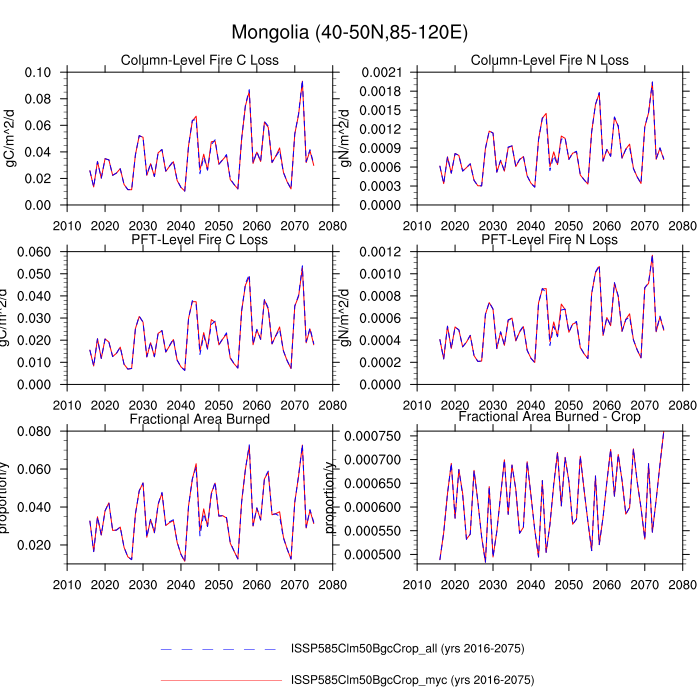 Mongolia (40-50N,85-120E)
Column-Level Fire C Loss
gC/m^2/d
0.10
0.08
0.06
0.04
0.02
0.00
2010 2020 2030 2040 2050 2060 2070 2080
Column-Level Fire N Loss
gN/m^2/d
0.0021
0.0018
0.0015
0.0012
0.0009
0.0006
0.0003
0.0000
2010 2020 2030 2040 2050 2060 2070 2080
PFT-Level Fire C Loss
gC/m^2/d
0.060
0.050
0.040
0.030
0.020
0.010
0.000
2010 2020 2030 2040 2050 2060 2070 2080
PFT-Level Fire N Loss
gN/m^2/d
0.0012
0.0010
0.0008
0.0006
0.0004
0.0002
0.0000
2010 2020 2030 2040 2050 2060 2070 2080
Fractional Area Burned
proportion/y
0.080
0.060
0.040
0.020
2010 2020 2030 2040 2050 2060 2070 2080
Fractional Area Burned - Crop
proportion/y
0.000750
0.000700
0.000650
0.000600
0.000550
0.000500
2010 2020 2030 2040 2050 2060 2070 2080
ISSP585Clm50BgcCrop_all (yrs 2016-2075)
ISSP585Clm50BgcCrop_myc (yrs 2016-2075)